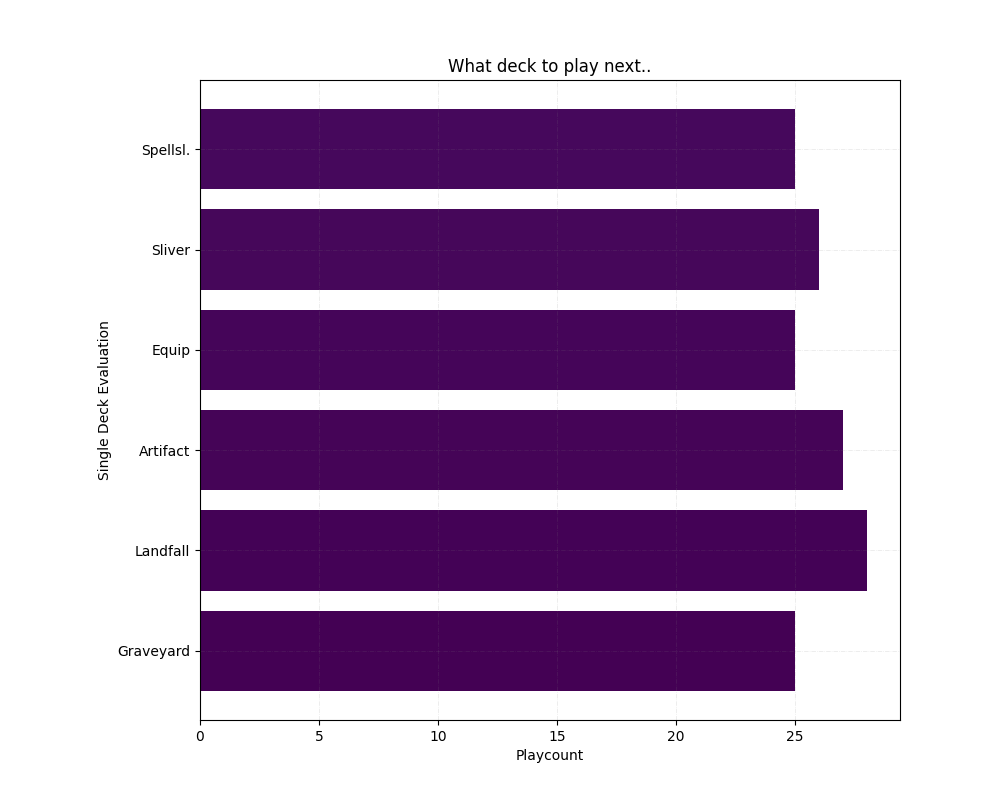 What deck to play next..
Single Deck Evaluation
Spellsl.
Sliver
Equip
Artifact
Landfall
Graveyard
0 5 10 15 20 25
Playcount